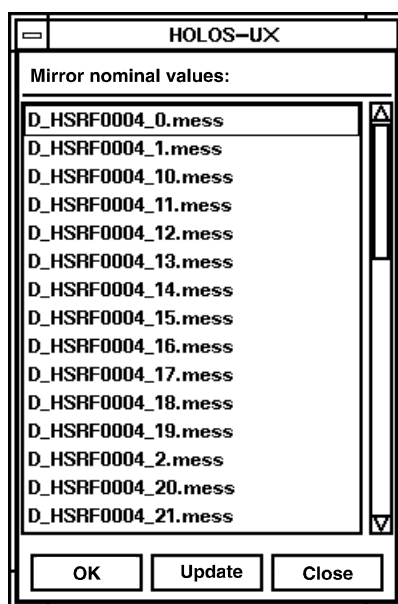 HOLOS-UX
Mirror nominal values:
D_HSRF0004_0.mess
D_HSRF0004_1.mess
D_HSRF0004_10.mess
D_HSRF0004_11.mess
D_HSRF0004_12.mess
D_HSRF0004_13.mess
D_HSRF0004_14.mess
D_HSRF0004_15.mess
D_HSRF0004_16.mess
D_HSRF0004_17.mess
D_HSRF0004_18.mess
D_HSRF0004_19.mess
D_HSRF0004_2.mess
D_HSRF0004_20.mess
D_HSRF0004_21.mess
OK Update Close